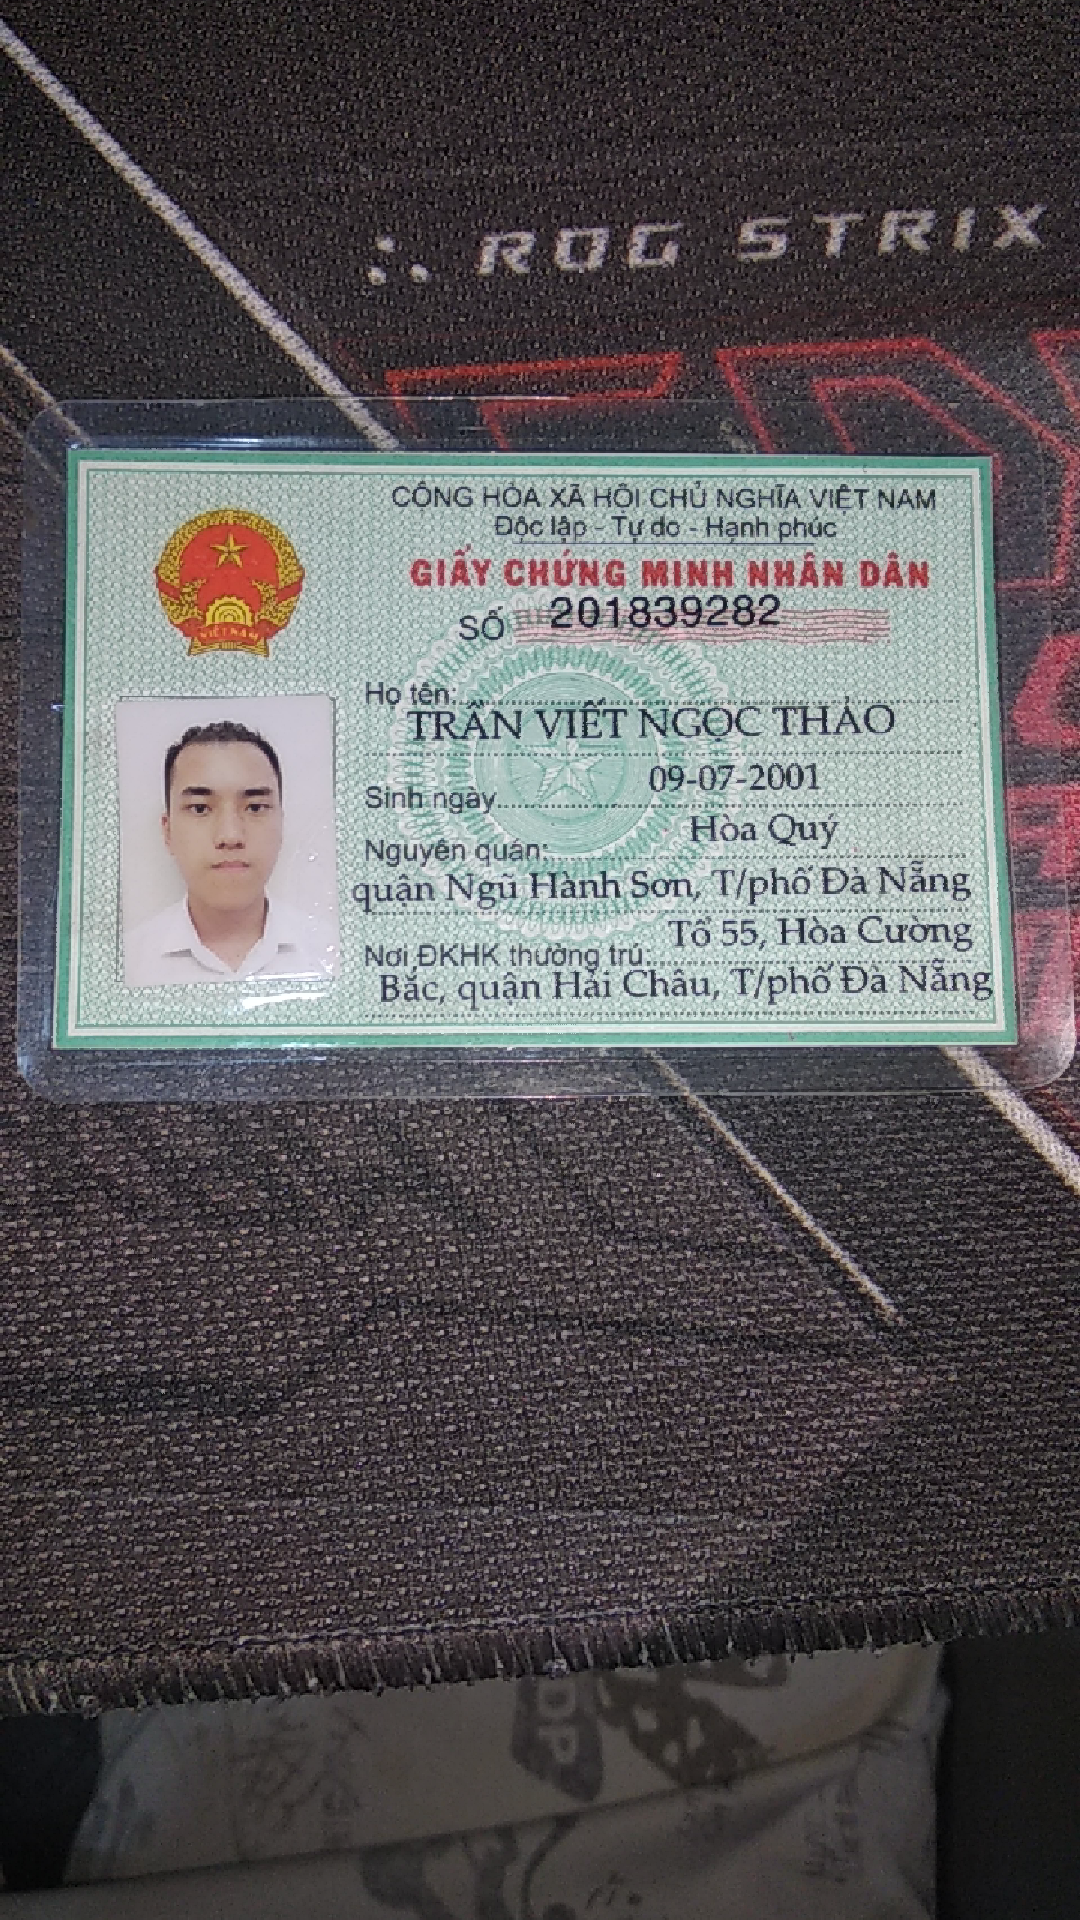 ROG STRIX
CỘNG HÒA XÃ HỘI CHỦ NGHĨA VIỆT NAM
Độc lập - Tự do - Hạnh phúc
GIẤY CHỨNG MINH NHÂN DÂN
SỐ 201839282
VIỆT NAM
Họ tên:
TRẦN VIẾT NGỌC THẢO
Sinh ngày 09-07-2001
Nguyên quán: Hòa Quý
quận Ngũ Hành Sơn, T/phố Đà Nẵng
Nơi ĐKHK thường trú: Tổ 55, Hòa Cường
Bắc, quận Hải Châu, T/phố Đà Nẵng